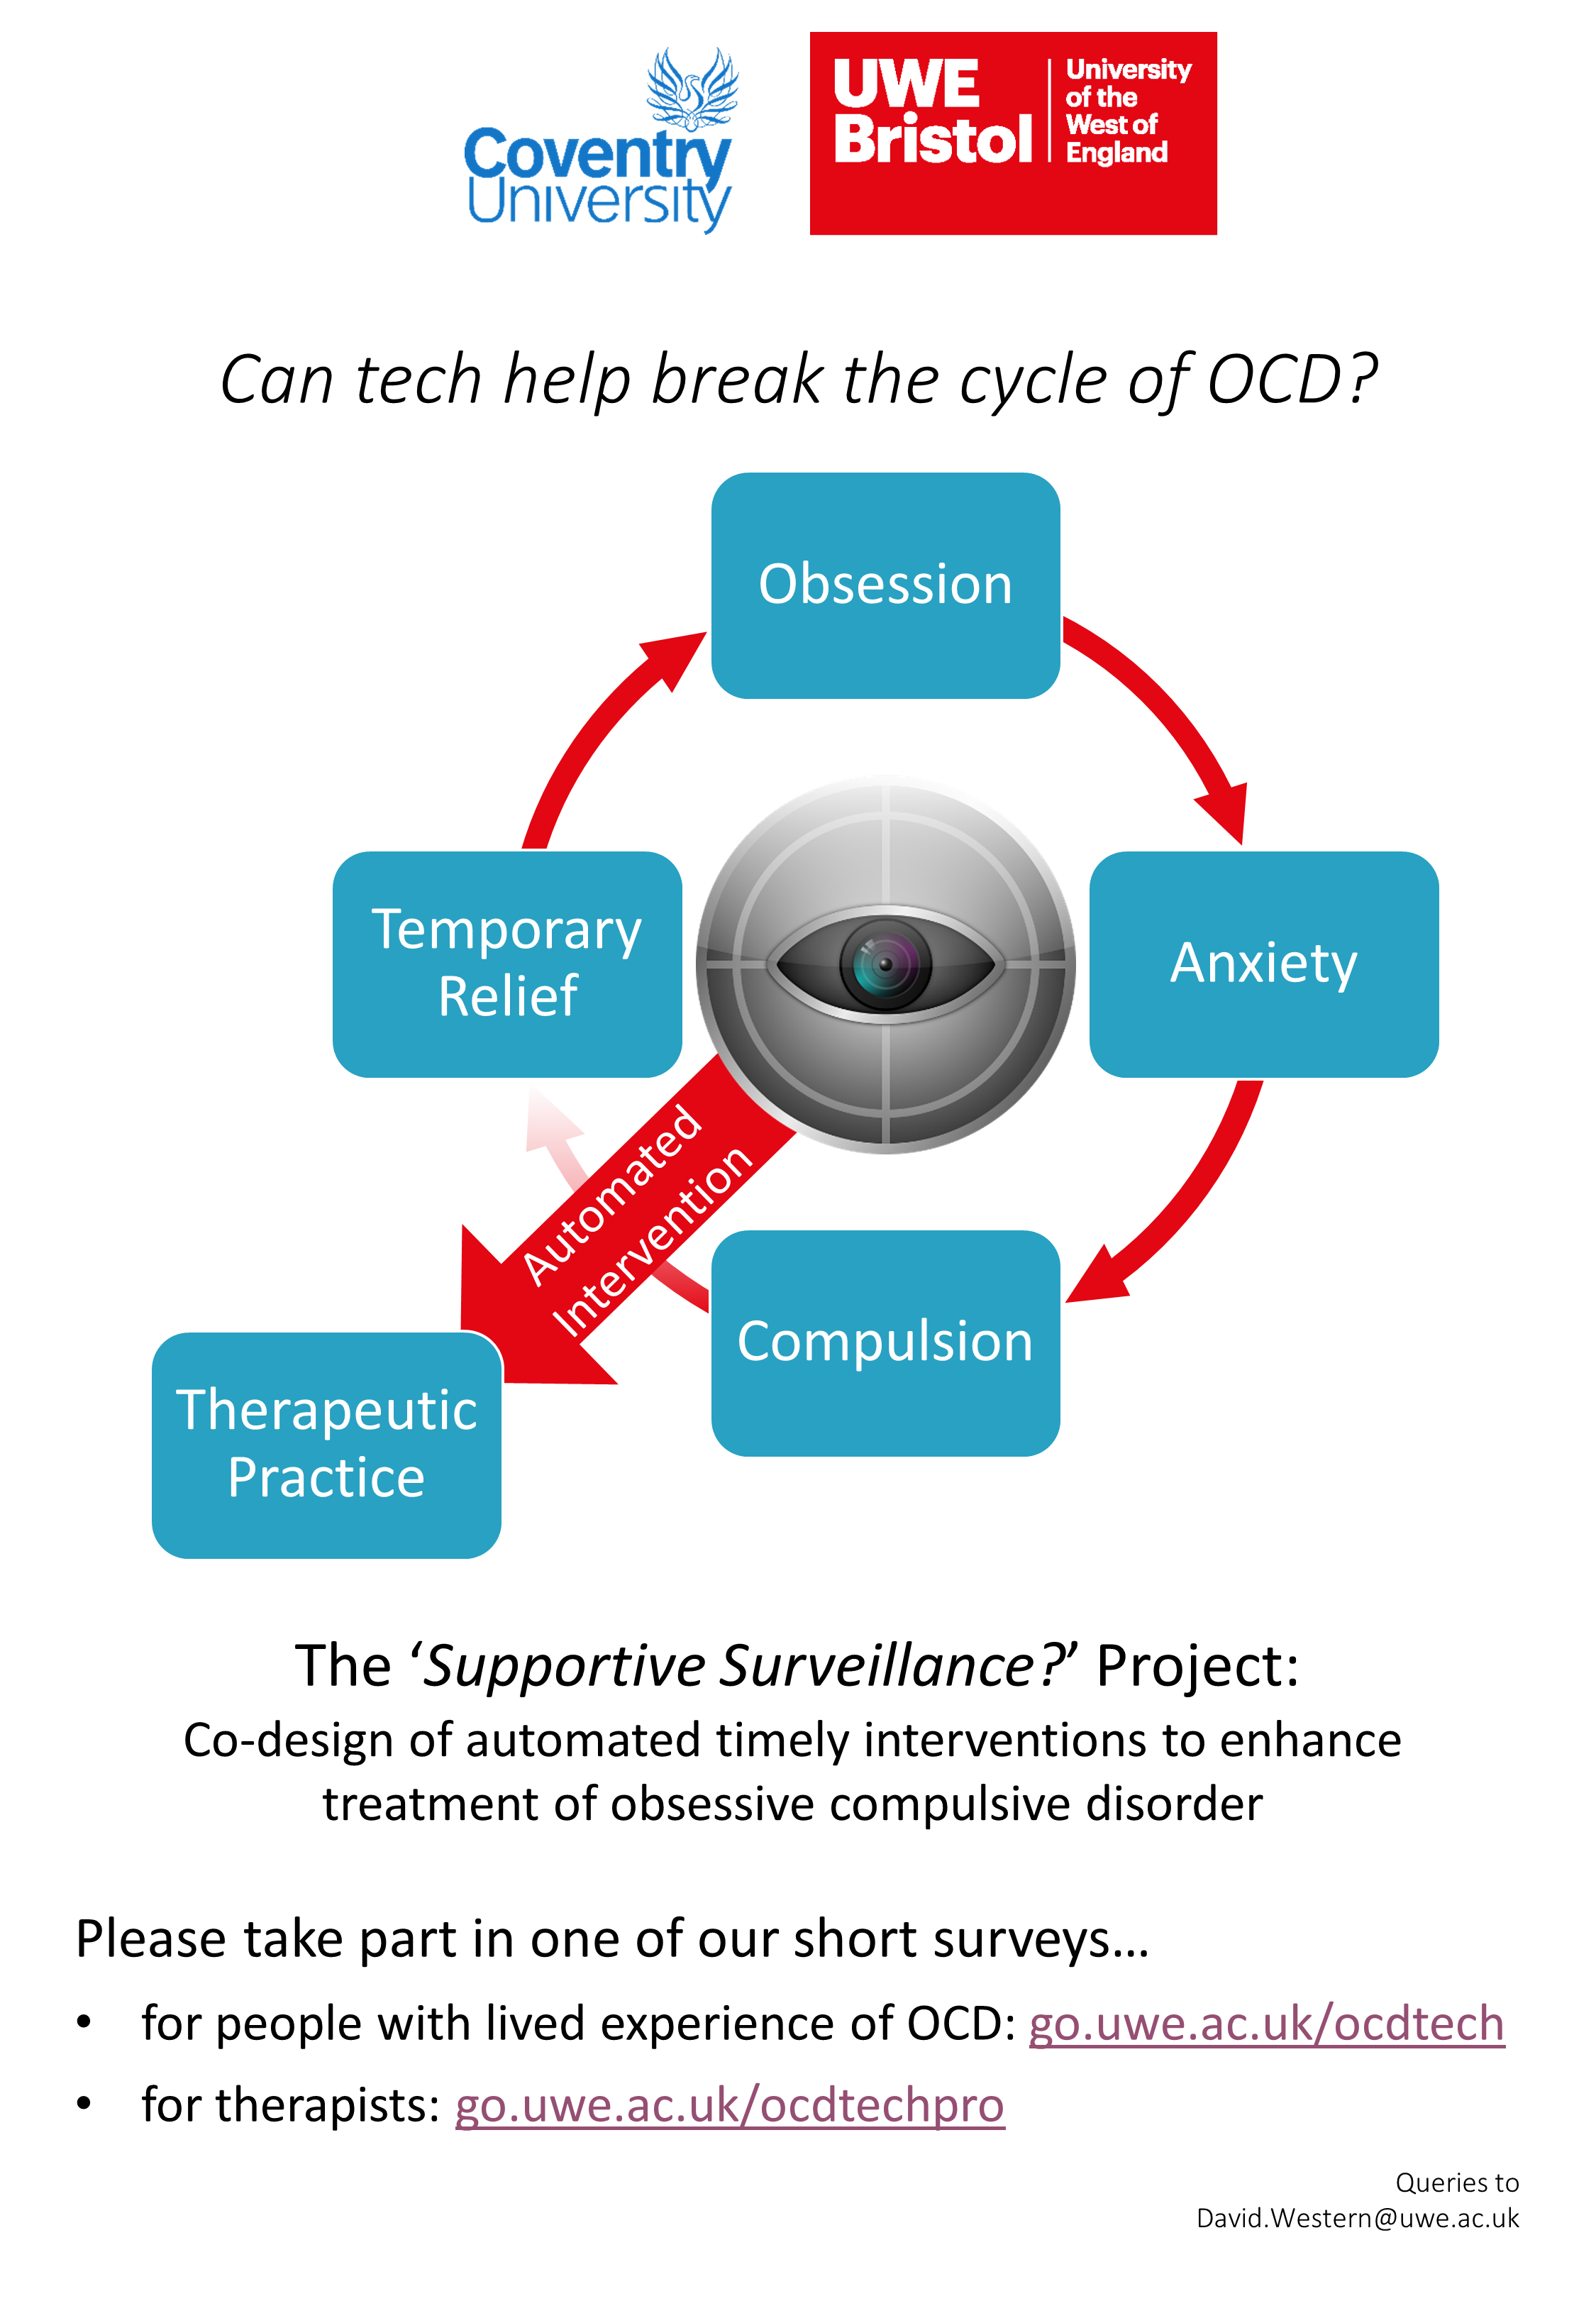 Coventry
University
UWE
Bristol
University
of the
West of
England
Can tech help break the cycle of OCD?
Obsession
Temporary
Relief
Anxiety
Automated
Intervention
Compulsion
Therapeutic
Practice
The ‘Supportive Surveillance?’ Project:
Co-design of automated timely interventions to enhance
treatment of obsessive compulsive disorder
Please take part in one of our short surveys…
• for people with lived experience of OCD: go.uwe.ac.uk/ocdtech
• for therapists: go.uwe.ac.uk/ocdtechpro
Queries to
David.Western@uwe.ac.uk